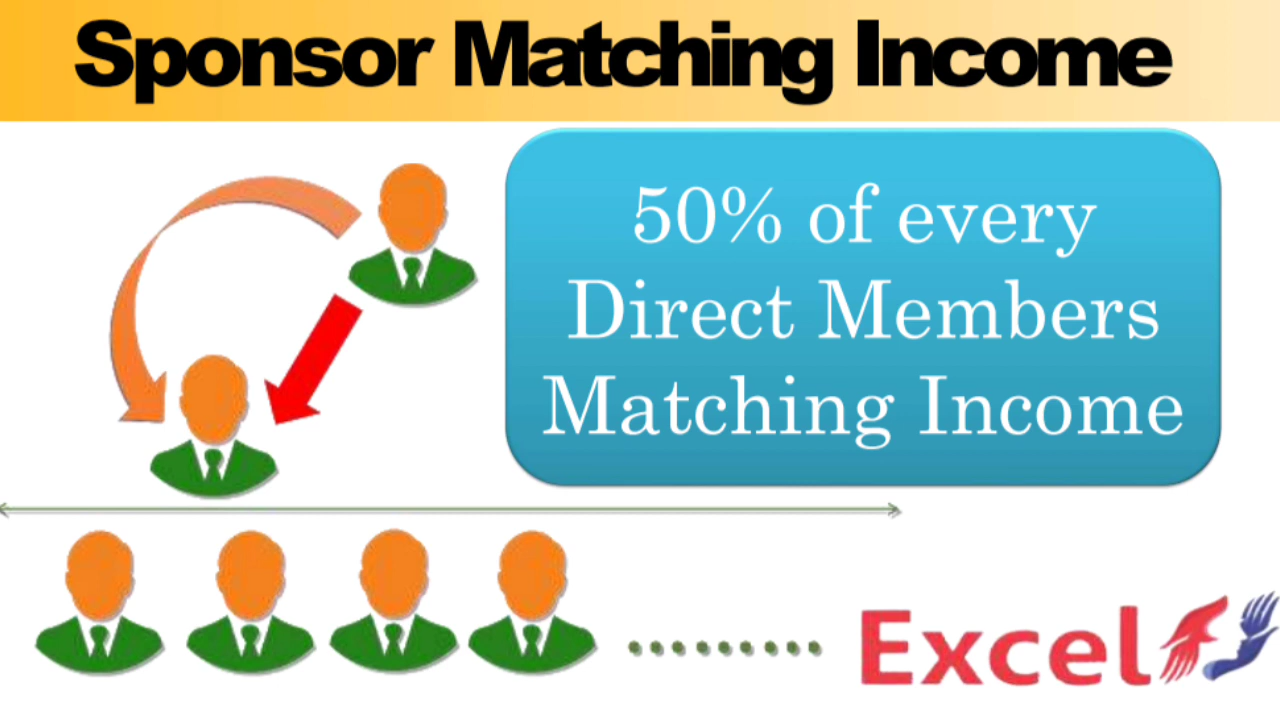 Sponsor Matching Income
50% of every
Direct Members
Matching Income
Excel